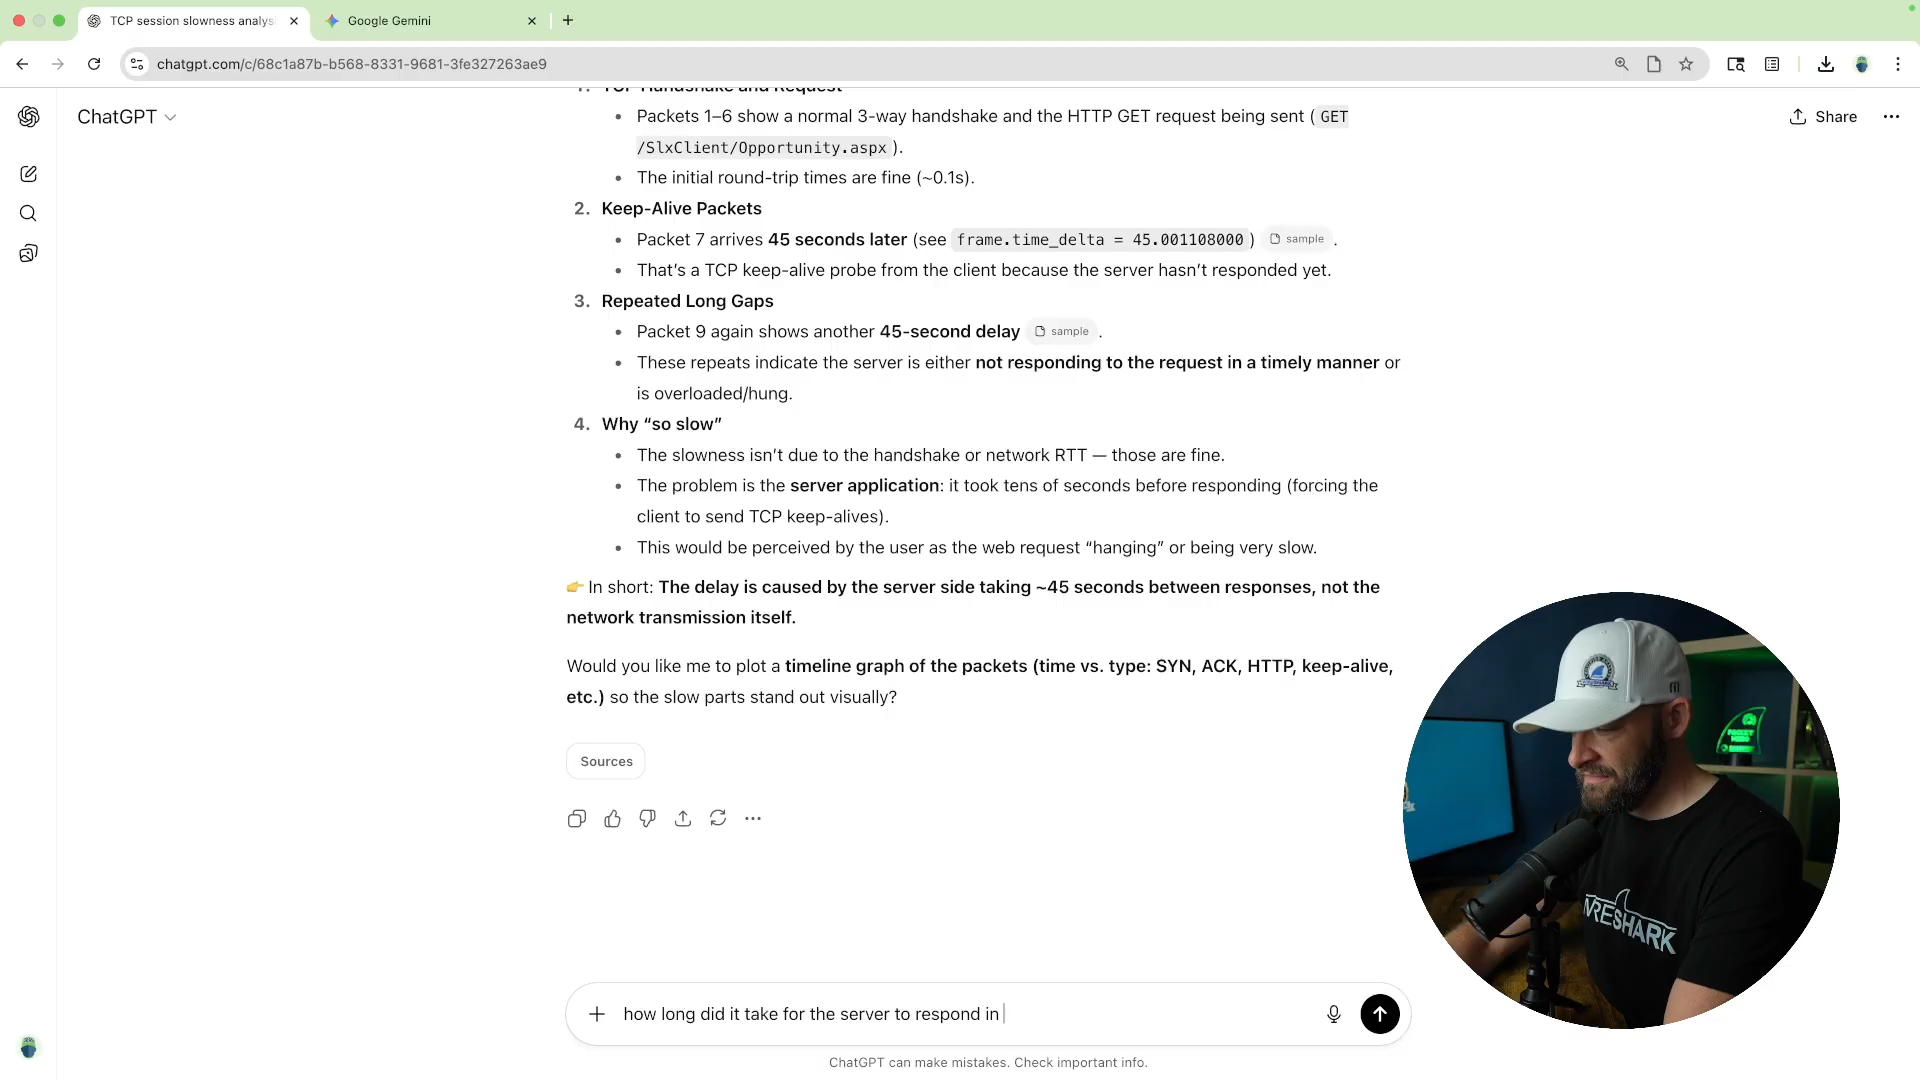 TCP session slowness analys
Google Gemini
chatgpt.com/c/68c1a87b-b568-8331-9681-3fe327263ae9
ChatGPT
Share
1. TCP Handshake and Request
• Packets 1–6 show a normal 3-way handshake and the HTTP GET request being sent ( GET
/SlxClient/Opportunity.aspx ).
• The initial round-trip times are fine (~0.1s).
2. Keep-Alive Packets
• Packet 7 arrives 45 seconds later (see frame.time_delta = 45.001108000 ) sample .
• That's a TCP keep-alive probe from the client because the server hasn't responded yet.
3. Repeated Long Gaps
• Packet 9 again shows another 45-second delay sample .
• These repeats indicate the server is either not responding to the request in a timely manner or
is overloaded/hung.
4. Why “so slow”
• The slowness isn't due to the handshake or network RTT — those are fine.
• The problem is the server application: it took tens of seconds before responding (forcing the
client to send TCP keep-alives).
• This would be perceived by the user as the web request “hanging” or being very slow.
👉 In short: The delay is caused by the server side taking ~45 seconds between responses, not the
network transmission itself.
Would you like me to plot a timeline graph of the packets (time vs. type: SYN, ACK, HTTP, keep-alive,
etc.) so the slow parts stand out visually?
Sources
how long did it take for the server to respond in
ChatGPT can make mistakes. Check important info.
WIRESHARK